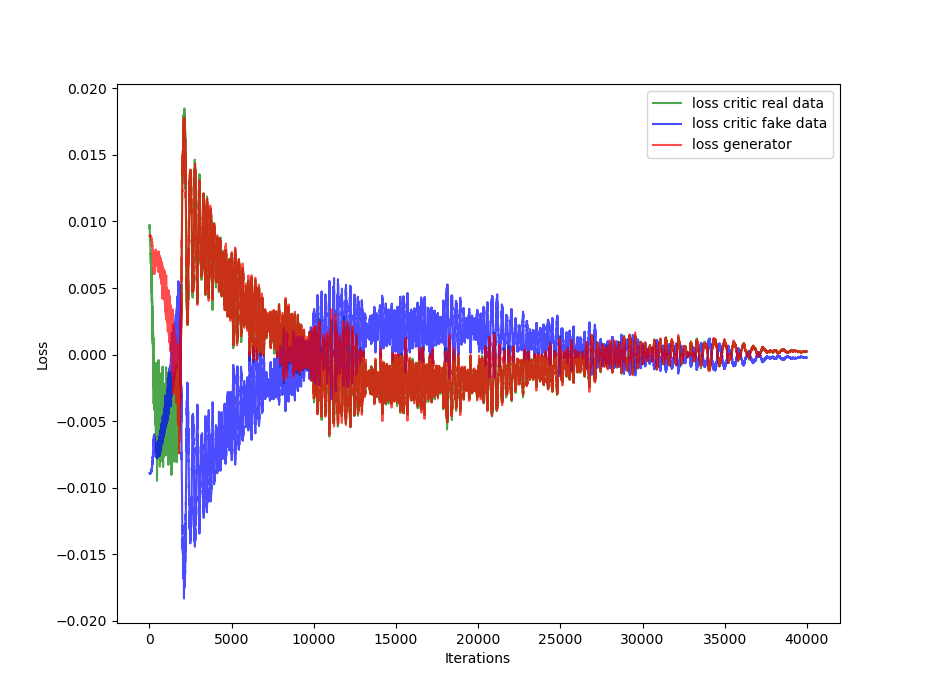 0.020
0.015
0.010
0.005
0.000
−0.005
−0.010
−0.015
−0.020
Loss
loss critic real data
loss critic fake data
loss generator
0 5000 10000 15000 20000 25000 30000 35000 40000
Iterations